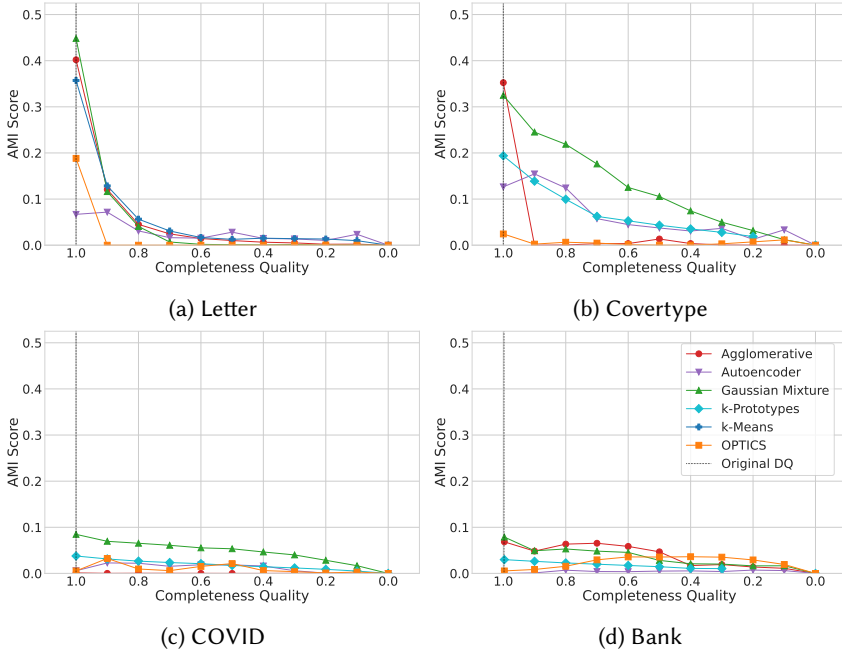 0.5
0.4
0.3
0.2
0.1
0.0
AMI Score
1.0 0.8 0.6 0.4 0.2 0.0
Completeness Quality
(a) Letter
0.5
0.4
0.3
0.2
0.1
0.0
AMI Score
1.0 0.8 0.6 0.4 0.2 0.0
Completeness Quality
(b) Covertype
0.5
0.4
0.3
0.2
0.1
0.0
AMI Score
1.0 0.8 0.6 0.4 0.2 0.0
Completeness Quality
(c) COVID
0.5
0.4
0.3
0.2
0.1
0.0
AMI Score
Agglomerative
Autoencoder
Gaussian Mixture
k-Prototypes
k-Means
OPTICS
Original DQ
1.0 0.8 0.6 0.4 0.2 0.0
Completeness Quality
(d) Bank